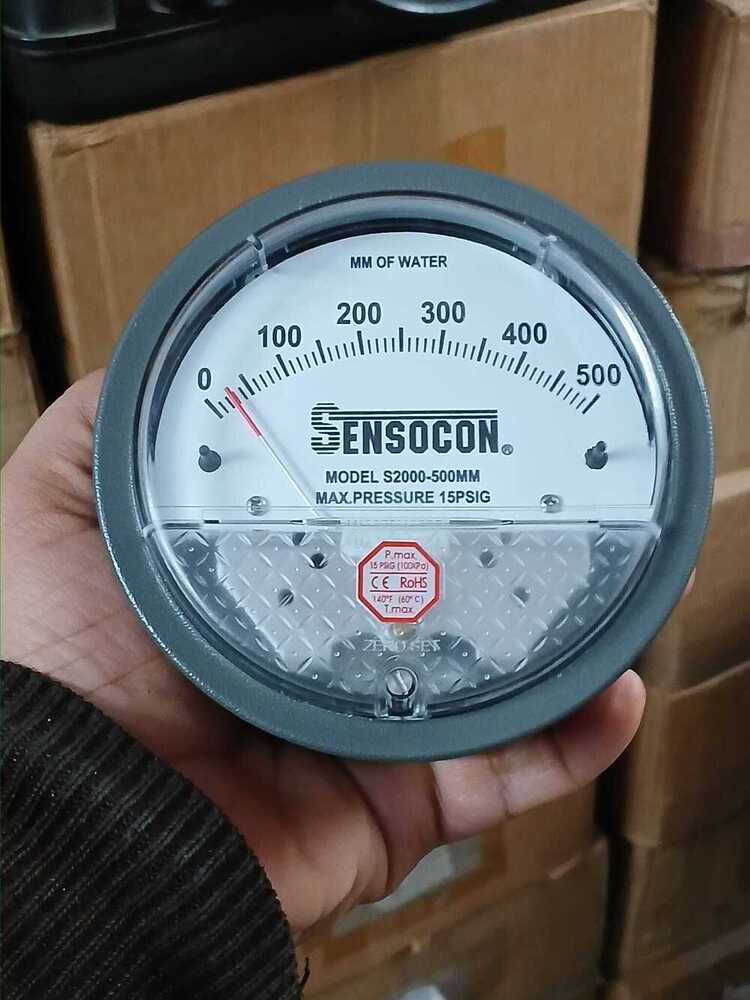 MM OF WATER
0 100 200 300 400 500
SENSOCON®
MODEL S2000-500MM
MAX.PRESSURE 15PSIG
P.max.
15 PSIG (100KPa)
CE RoHS
140°F (60°C)
T.max.
ZERO SET